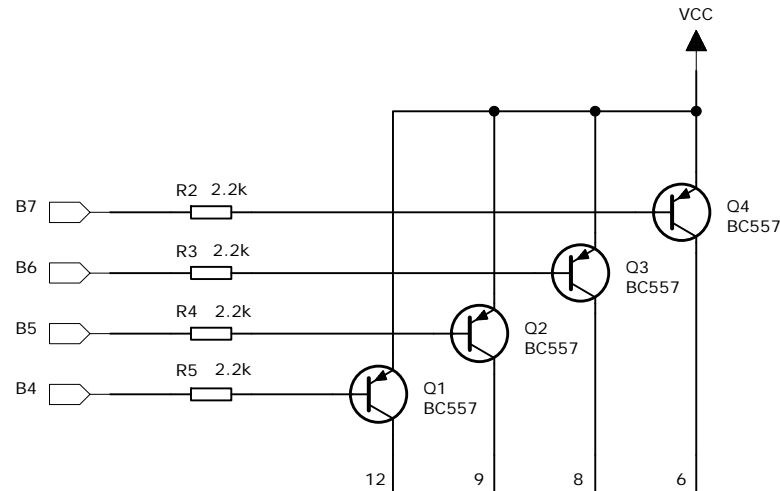 VCC
B7
R2 2.2k
Q4
BC557
B6
R3 2.2k
Q3
BC557
B5
R4 2.2k
Q2
BC557
B4
R5 2.2k
Q1
BC557
12 9 8 6